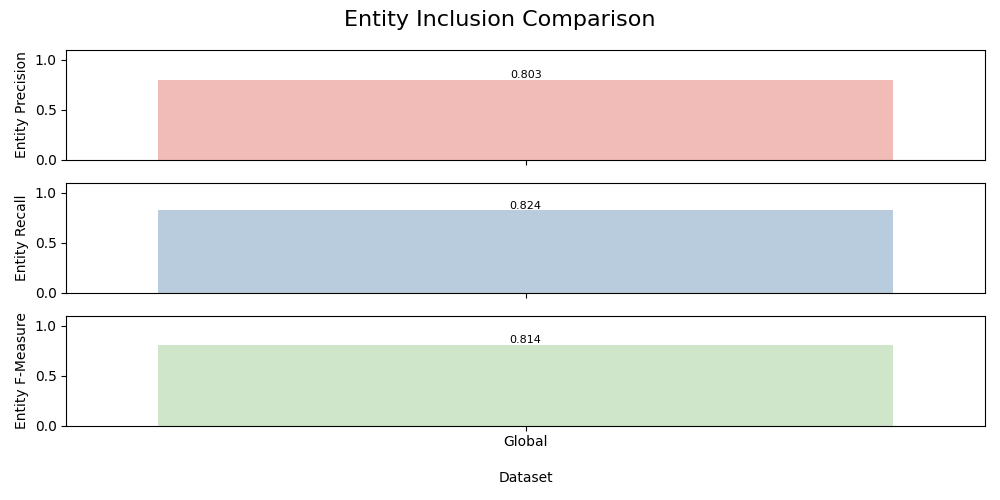 Entity Inclusion Comparison
Entity Precision
1.0
0.5
0.0
0.803
Entity Recall
1.0
0.5
0.0
0.824
Entity F-Measure
1.0
0.5
0.0
0.814
Global
Dataset